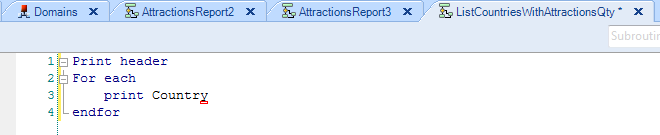 Domains AttractionsReport2 AttractionsReport3 ListCountriesWithAttractionsQty *
Subroutin
1 Print header
2 For each
3 print Country
4 endfor